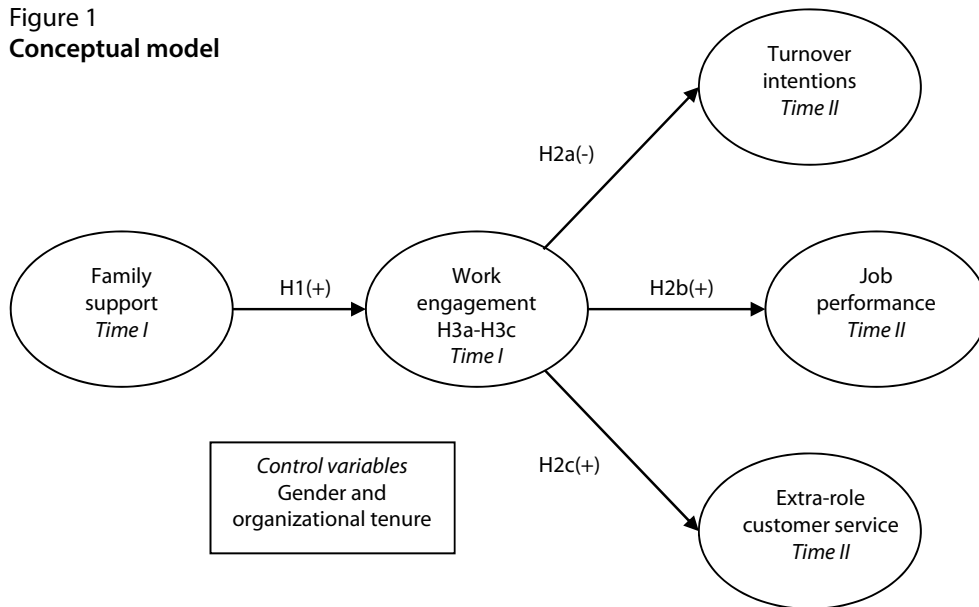 Figure 1
Conceptual model
Turnover
intentions
Time II
H2a(-)
Family
support
Time I
H1(+)
Work
engagement
H3a-H3c
Time I
H2b(+)
Job
performance
Time II
Control variables
Gender and
organizational tenure
H2c(+)
Extra-role
customer service
Time II